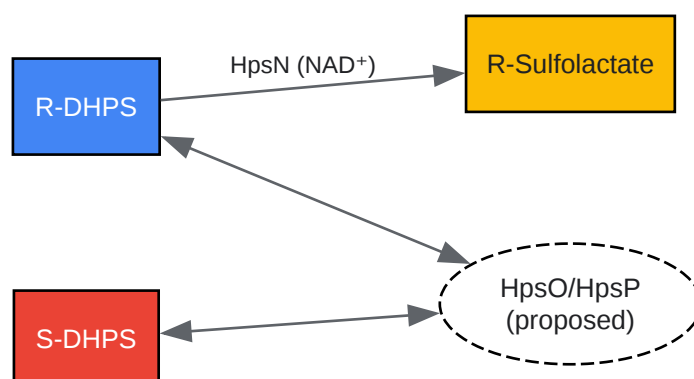 HpsN (NAD⁺)
R-Sulfolactate
R-DHPS
HpsO/HpsP
(proposed)
S-DHPS